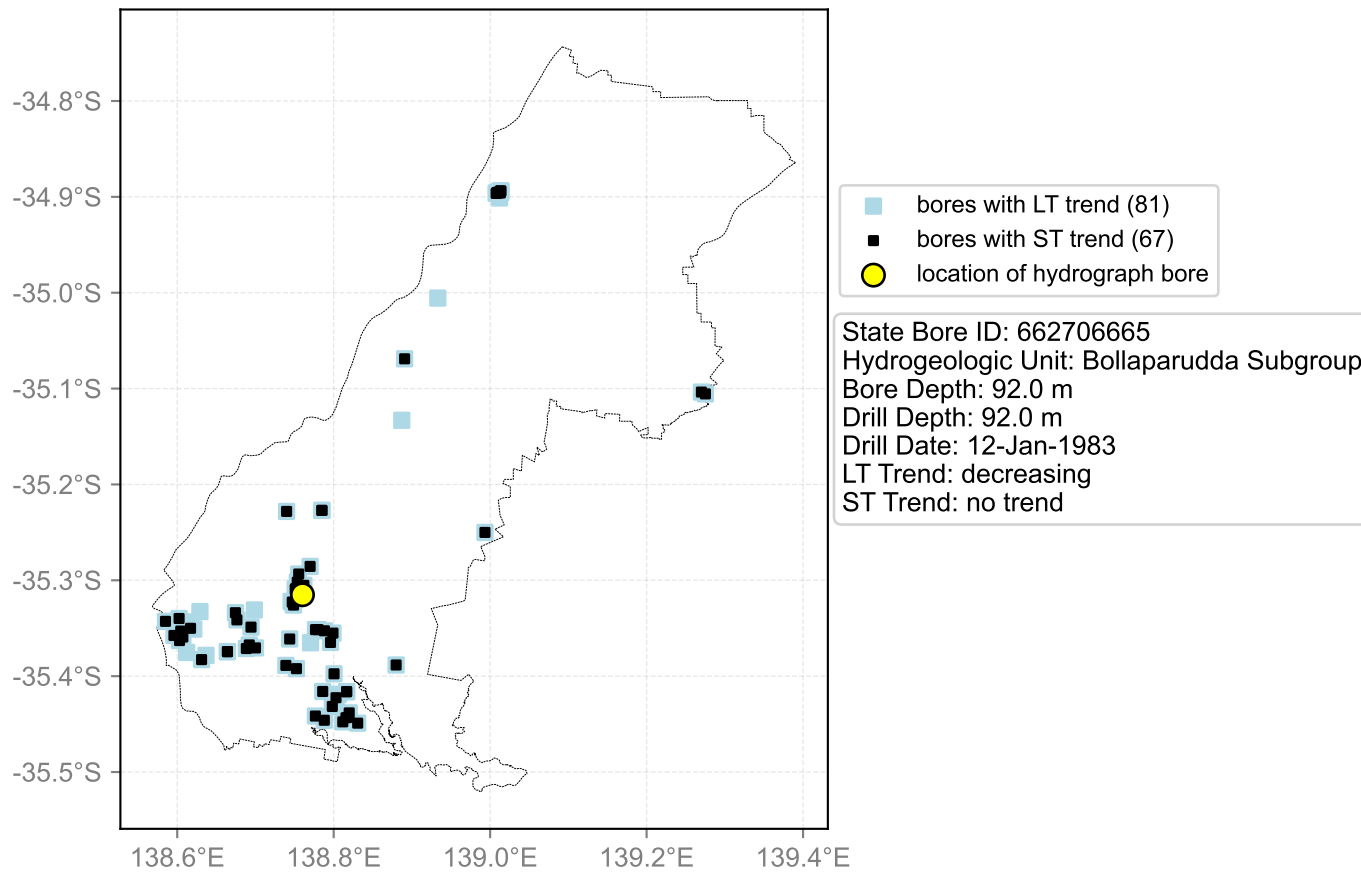 -34.8°S
-34.9°S
-35.0°S
-35.1°S
-35.2°S
-35.3°S
-35.4°S
-35.5°S
138.6°E 138.8°E 139.0°E 139.2°E 139.4°E
bores with LT trend (81)
bores with ST trend (67)
location of hydrograph bore
State Bore ID: 662706665
Hydrogeologic Unit: Bollaparudda Subgroup
Bore Depth: 92.0 m
Drill Depth: 92.0 m
Drill Date: 12-Jan-1983
LT Trend: decreasing
ST Trend: no trend